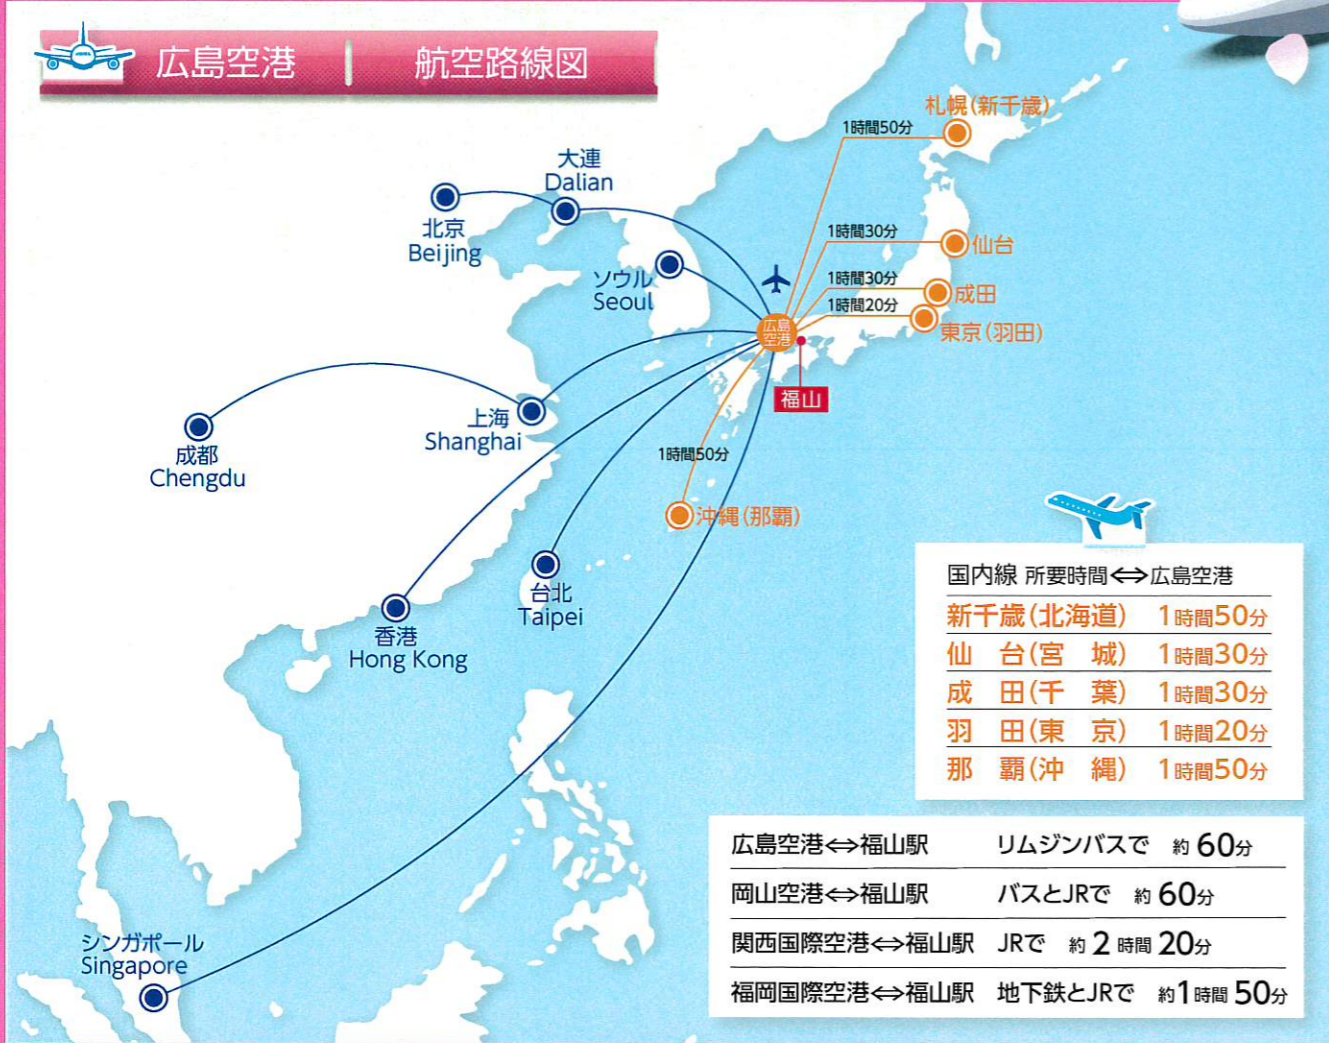 広島空港 | 航空路線図
札幌(新千歳)
1時間50分
大連
Dalian
北京
Beijing
1時間30分
仙台
ソウル
Seoul
1時間30分
成田
1時間20分
東京(羽田)
広島
空港
福山
上海
Shanghai
成都
Chengdu
1時間50分
沖縄(那覇)
台北
Taipei
香港
Hong Kong
シンガポール
Singapore
国内線 所要時間⇔広島空港
新千歳(北海道) 1時間50分
仙 台(宮 城) 1時間30分
成 田(千 葉) 1時間30分
羽 田(東 京) 1時間20分
那 覇(沖 縄) 1時間50分
広島空港⇔福山駅 リムジンバスで 約60分
岡山空港⇔福山駅 バスとJRで 約60分
関西国際空港⇔福山駅 JRで 約2時間20分
福岡国際空港⇔福山駅 地下鉄とJRで 約1時間50分